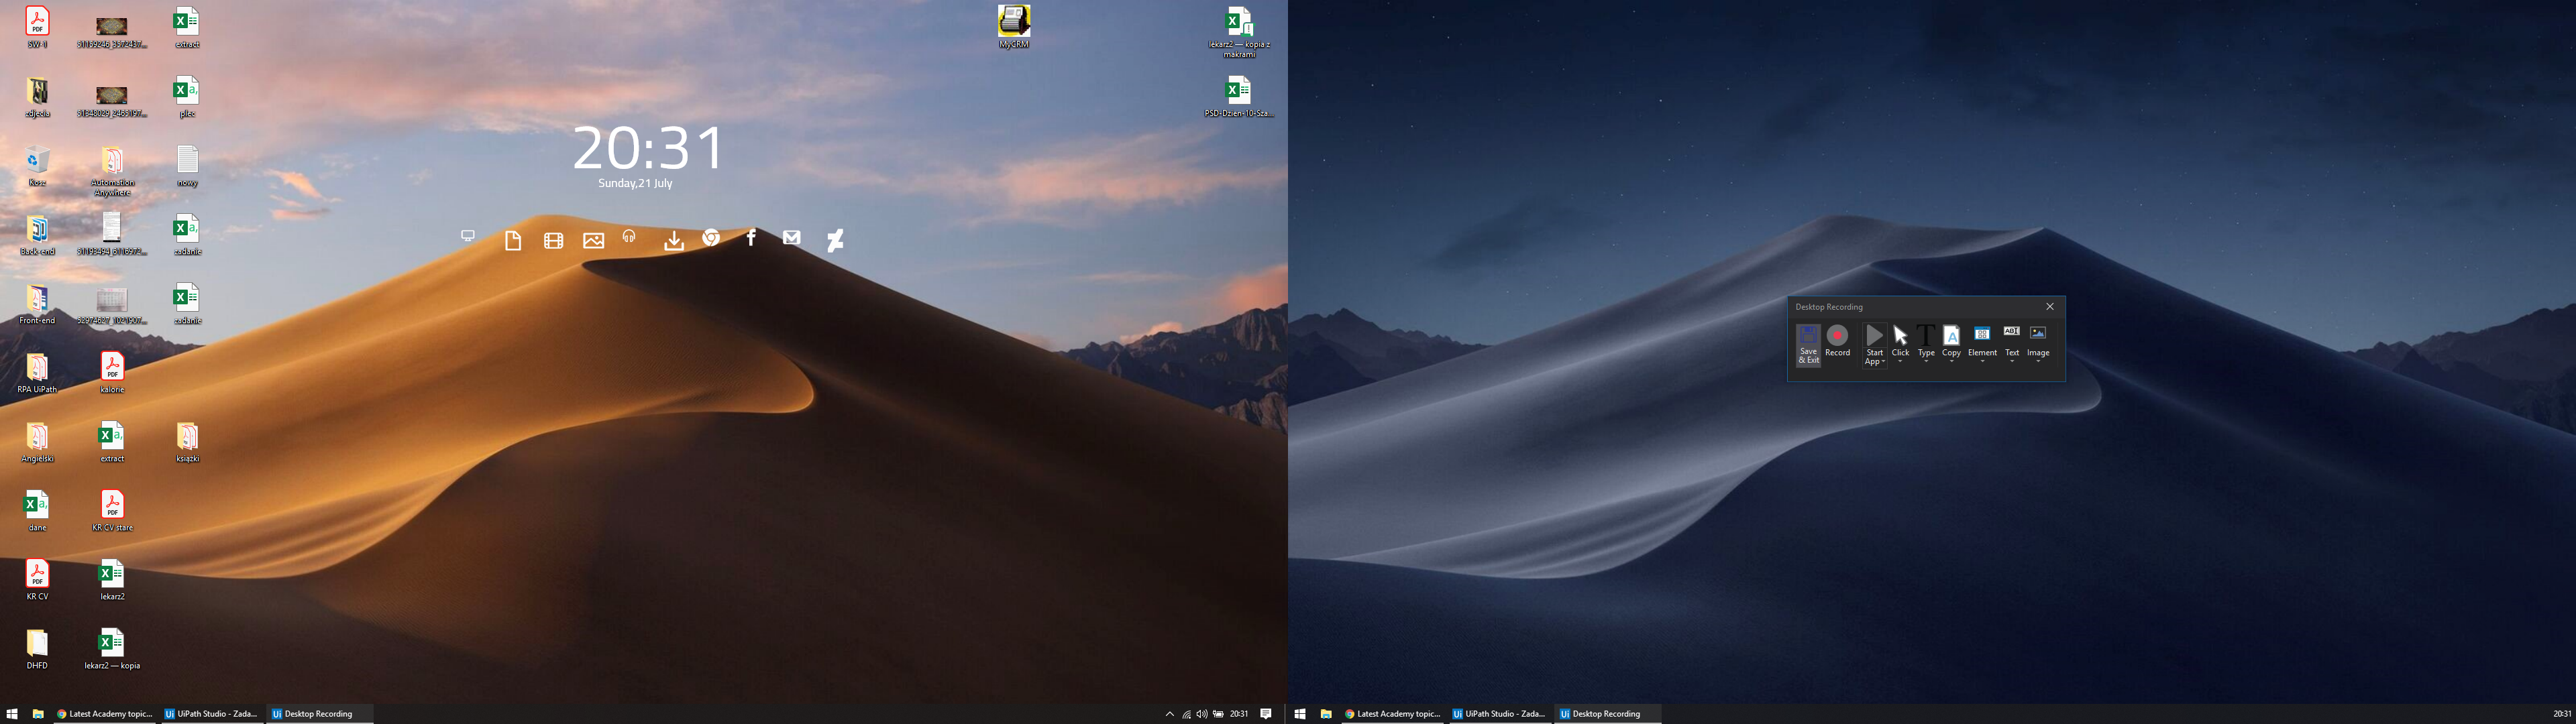 SW-1
extract
MyCRM
lekarz2 — kopia z
makrami
zdjecia
plec
PSD-Dzien-10-Sza...
20:31
Sunday,21 July
Kosz
Automation
Anywhere
nowy
Back-end
zadanie
Front-end
zadanie
RPA UiPath
kalorie
Angielski
extract
książki
dane
KR CV stare
KR CV
lekarz2
DHFD
lekarz2 — kopia
Desktop Recording
Save
& Exit
Record
Start
App
Click
Type
Copy
Element
Text
Image
Latest Academy topic...
UiPath Studio - Zada...
Desktop Recording
20:31
Latest Academy topic...
UiPath Studio - Zada...
Desktop Recording
20:31